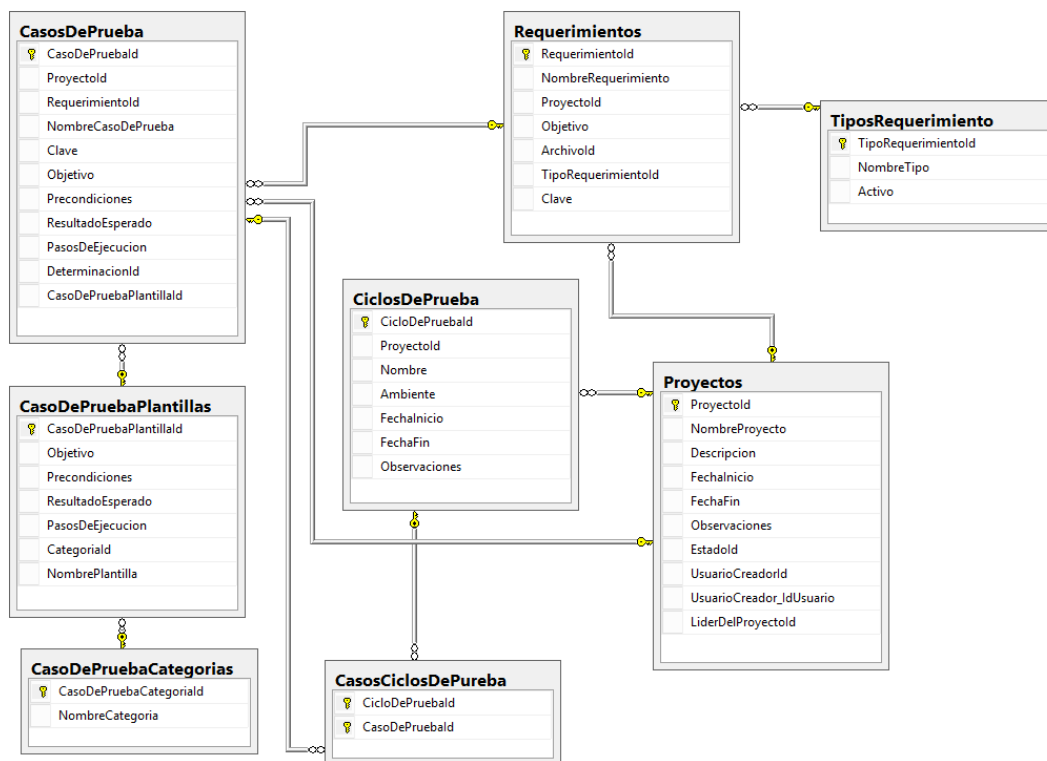 CasosDePrueba
CasoDePruebaId
ProyectoId
RequerimientoId
NombreCasoDePrueba
Clave
Objetivo
Precondiciones
ResultadoEsperado
PasosDeEjecucion
DeterminacionId
CasoDePruebaPlantillaId
Requerimientos
RequerimientoId
NombreRequerimiento
ProyectoId
Objetivo
ArchivoId
TipoRequerimientoId
Clave
TiposRequerimiento
TipoRequerimientoId
NombreTipo
Activo
CiclosDePrueba
CicloDePruebaId
ProyectoId
Nombre
Ambiente
FechaInicio
FechaFin
Observaciones
Proyectos
ProyectoId
NombreProyecto
Descripcion
FechaInicio
FechaFin
Observaciones
EstadoId
UsuarioCreadorId
UsuarioCreador_IdUsuario
LiderDelProyectoId
CasoDePruebaPlantillas
CasoDePruebaPlantillaId
Objetivo
Precondiciones
ResultadoEsperado
PasosDeEjecucion
CategoriaId
NombrePlantilla
CasoDePruebaCategorias
CasoDePruebaCategoriaId
NombreCategoria
CasosCiclosDePureba
CicloDePruebaId
CasoDePruebaId